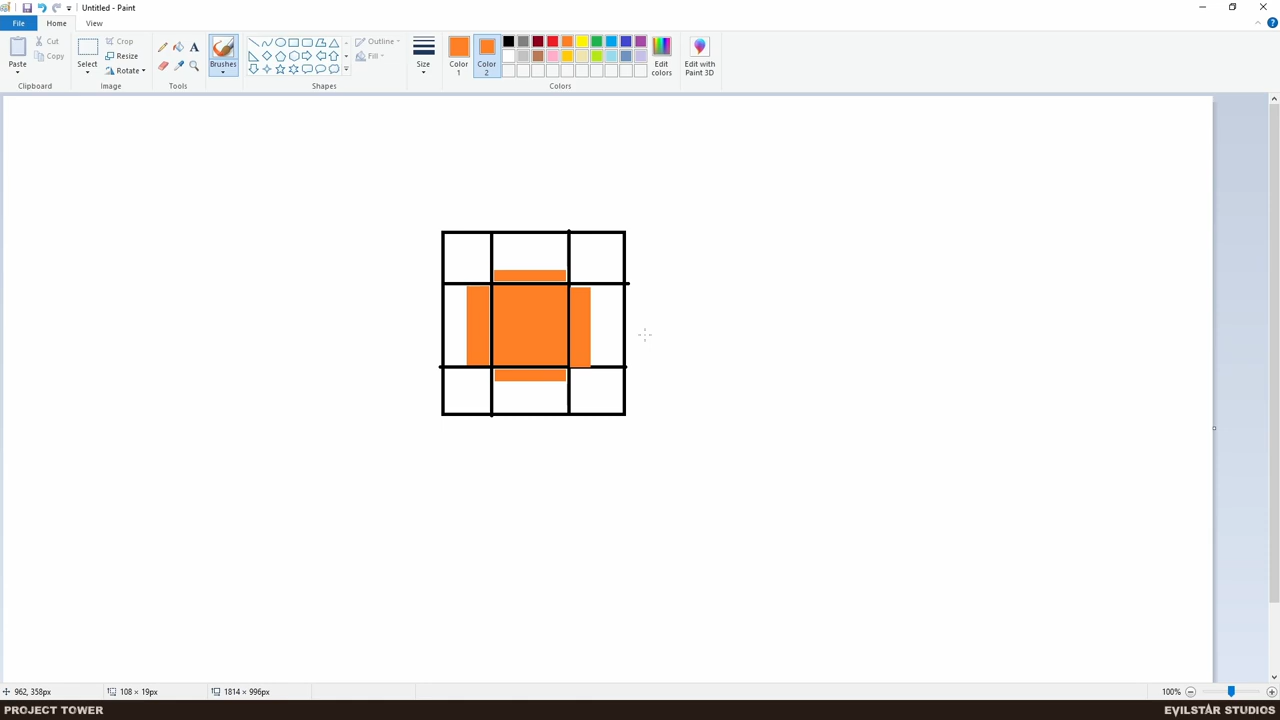 Untitled - Paint
File
Home
View
Paste
Cut
Copy
Clipboard
Select
Crop
Resize
Rotate
Image
A
Tools
Brushes
Outline
Fill
Shapes
Size
Color
1
Color
2
Edit
colors
Colors
Edit with
Paint 3D
962, 358px
108 × 19px
1814 × 996px
100%
PROJECT TOWER
EVILSTAR STUDIOS